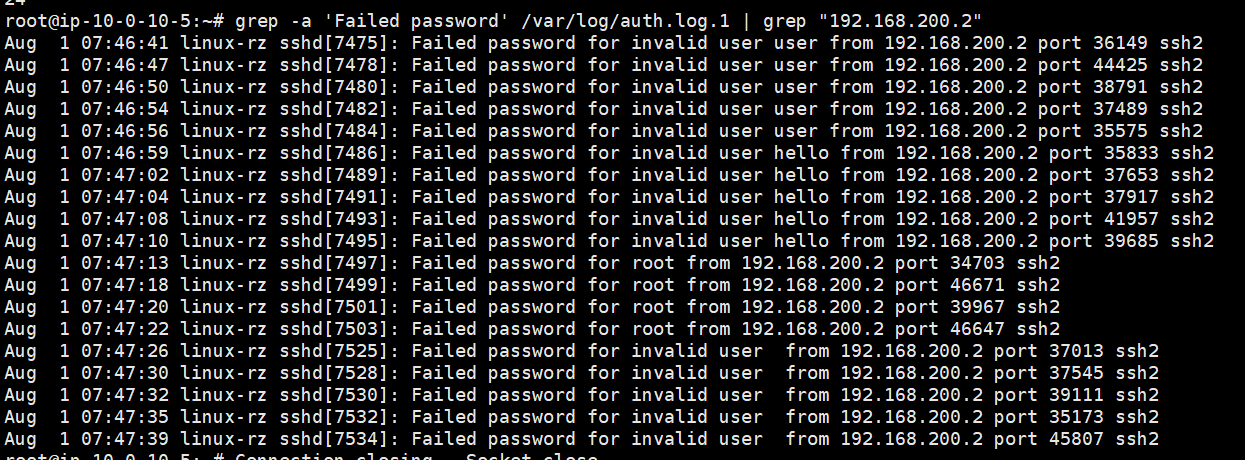 24
root@ip-10-0-10-5:~# grep -a 'Failed password' /var/log/auth.log.1 | grep "192.168.200.2"
Aug  1 07:46:41 linux-rz sshd[7475]: Failed password for invalid user user from 192.168.200.2 port 36149 ssh2
Aug  1 07:46:47 linux-rz sshd[7478]: Failed password for invalid user user from 192.168.200.2 port 44425 ssh2
Aug  1 07:46:50 linux-rz sshd[7480]: Failed password for invalid user user from 192.168.200.2 port 38791 ssh2
Aug  1 07:46:54 linux-rz sshd[7482]: Failed password for invalid user user from 192.168.200.2 port 37489 ssh2
Aug  1 07:46:56 linux-rz sshd[7484]: Failed password for invalid user user from 192.168.200.2 port 35575 ssh2
Aug  1 07:46:59 linux-rz sshd[7486]: Failed password for invalid user hello from 192.168.200.2 port 35833 ssh2
Aug  1 07:47:02 linux-rz sshd[7489]: Failed password for invalid user hello from 192.168.200.2 port 37653 ssh2
Aug  1 07:47:04 linux-rz sshd[7491]: Failed password for invalid user hello from 192.168.200.2 port 37917 ssh2
Aug  1 07:47:08 linux-rz sshd[7493]: Failed password for invalid user hello from 192.168.200.2 port 41957 ssh2
Aug  1 07:47:10 linux-rz sshd[7495]: Failed password for invalid user hello from 192.168.200.2 port 39685 ssh2
Aug  1 07:47:13 linux-rz sshd[7497]: Failed password for root from 192.168.200.2 port 34703 ssh2
Aug  1 07:47:18 linux-rz sshd[7499]: Failed password for root from 192.168.200.2 port 46671 ssh2
Aug  1 07:47:20 linux-rz sshd[7501]: Failed password for root from 192.168.200.2 port 39967 ssh2
Aug  1 07:47:22 linux-rz sshd[7503]: Failed password for root from 192.168.200.2 port 46647 ssh2
Aug  1 07:47:26 linux-rz sshd[7525]: Failed password for invalid user  from 192.168.200.2 port 37013 ssh2
Aug  1 07:47:30 linux-rz sshd[7528]: Failed password for invalid user  from 192.168.200.2 port 37545 ssh2
Aug  1 07:47:32 linux-rz sshd[7530]: Failed password for invalid user  from 192.168.200.2 port 39111 ssh2
Aug  1 07:47:35 linux-rz sshd[7532]: Failed password for invalid user  from 192.168.200.2 port 35173 ssh2
Aug  1 07:47:39 linux-rz sshd[7534]: Failed password for invalid user  from 192.168.200.2 port 45807 ssh2
root@ip-10-0-10-5:~# Connection closing...Socket close.